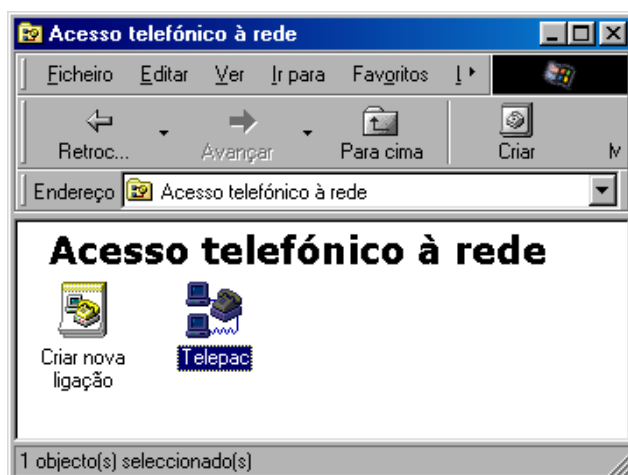 Acesso telefónico à rede
Ficheiro Editar Ver Ir para Favoritos
Retroc... Avançar Para cima Criar
Endereço Acesso telefónico à rede
Acesso telefónico à rede
Criar nova ligação
Telepac
1 objecto(s) seleccionado(s)